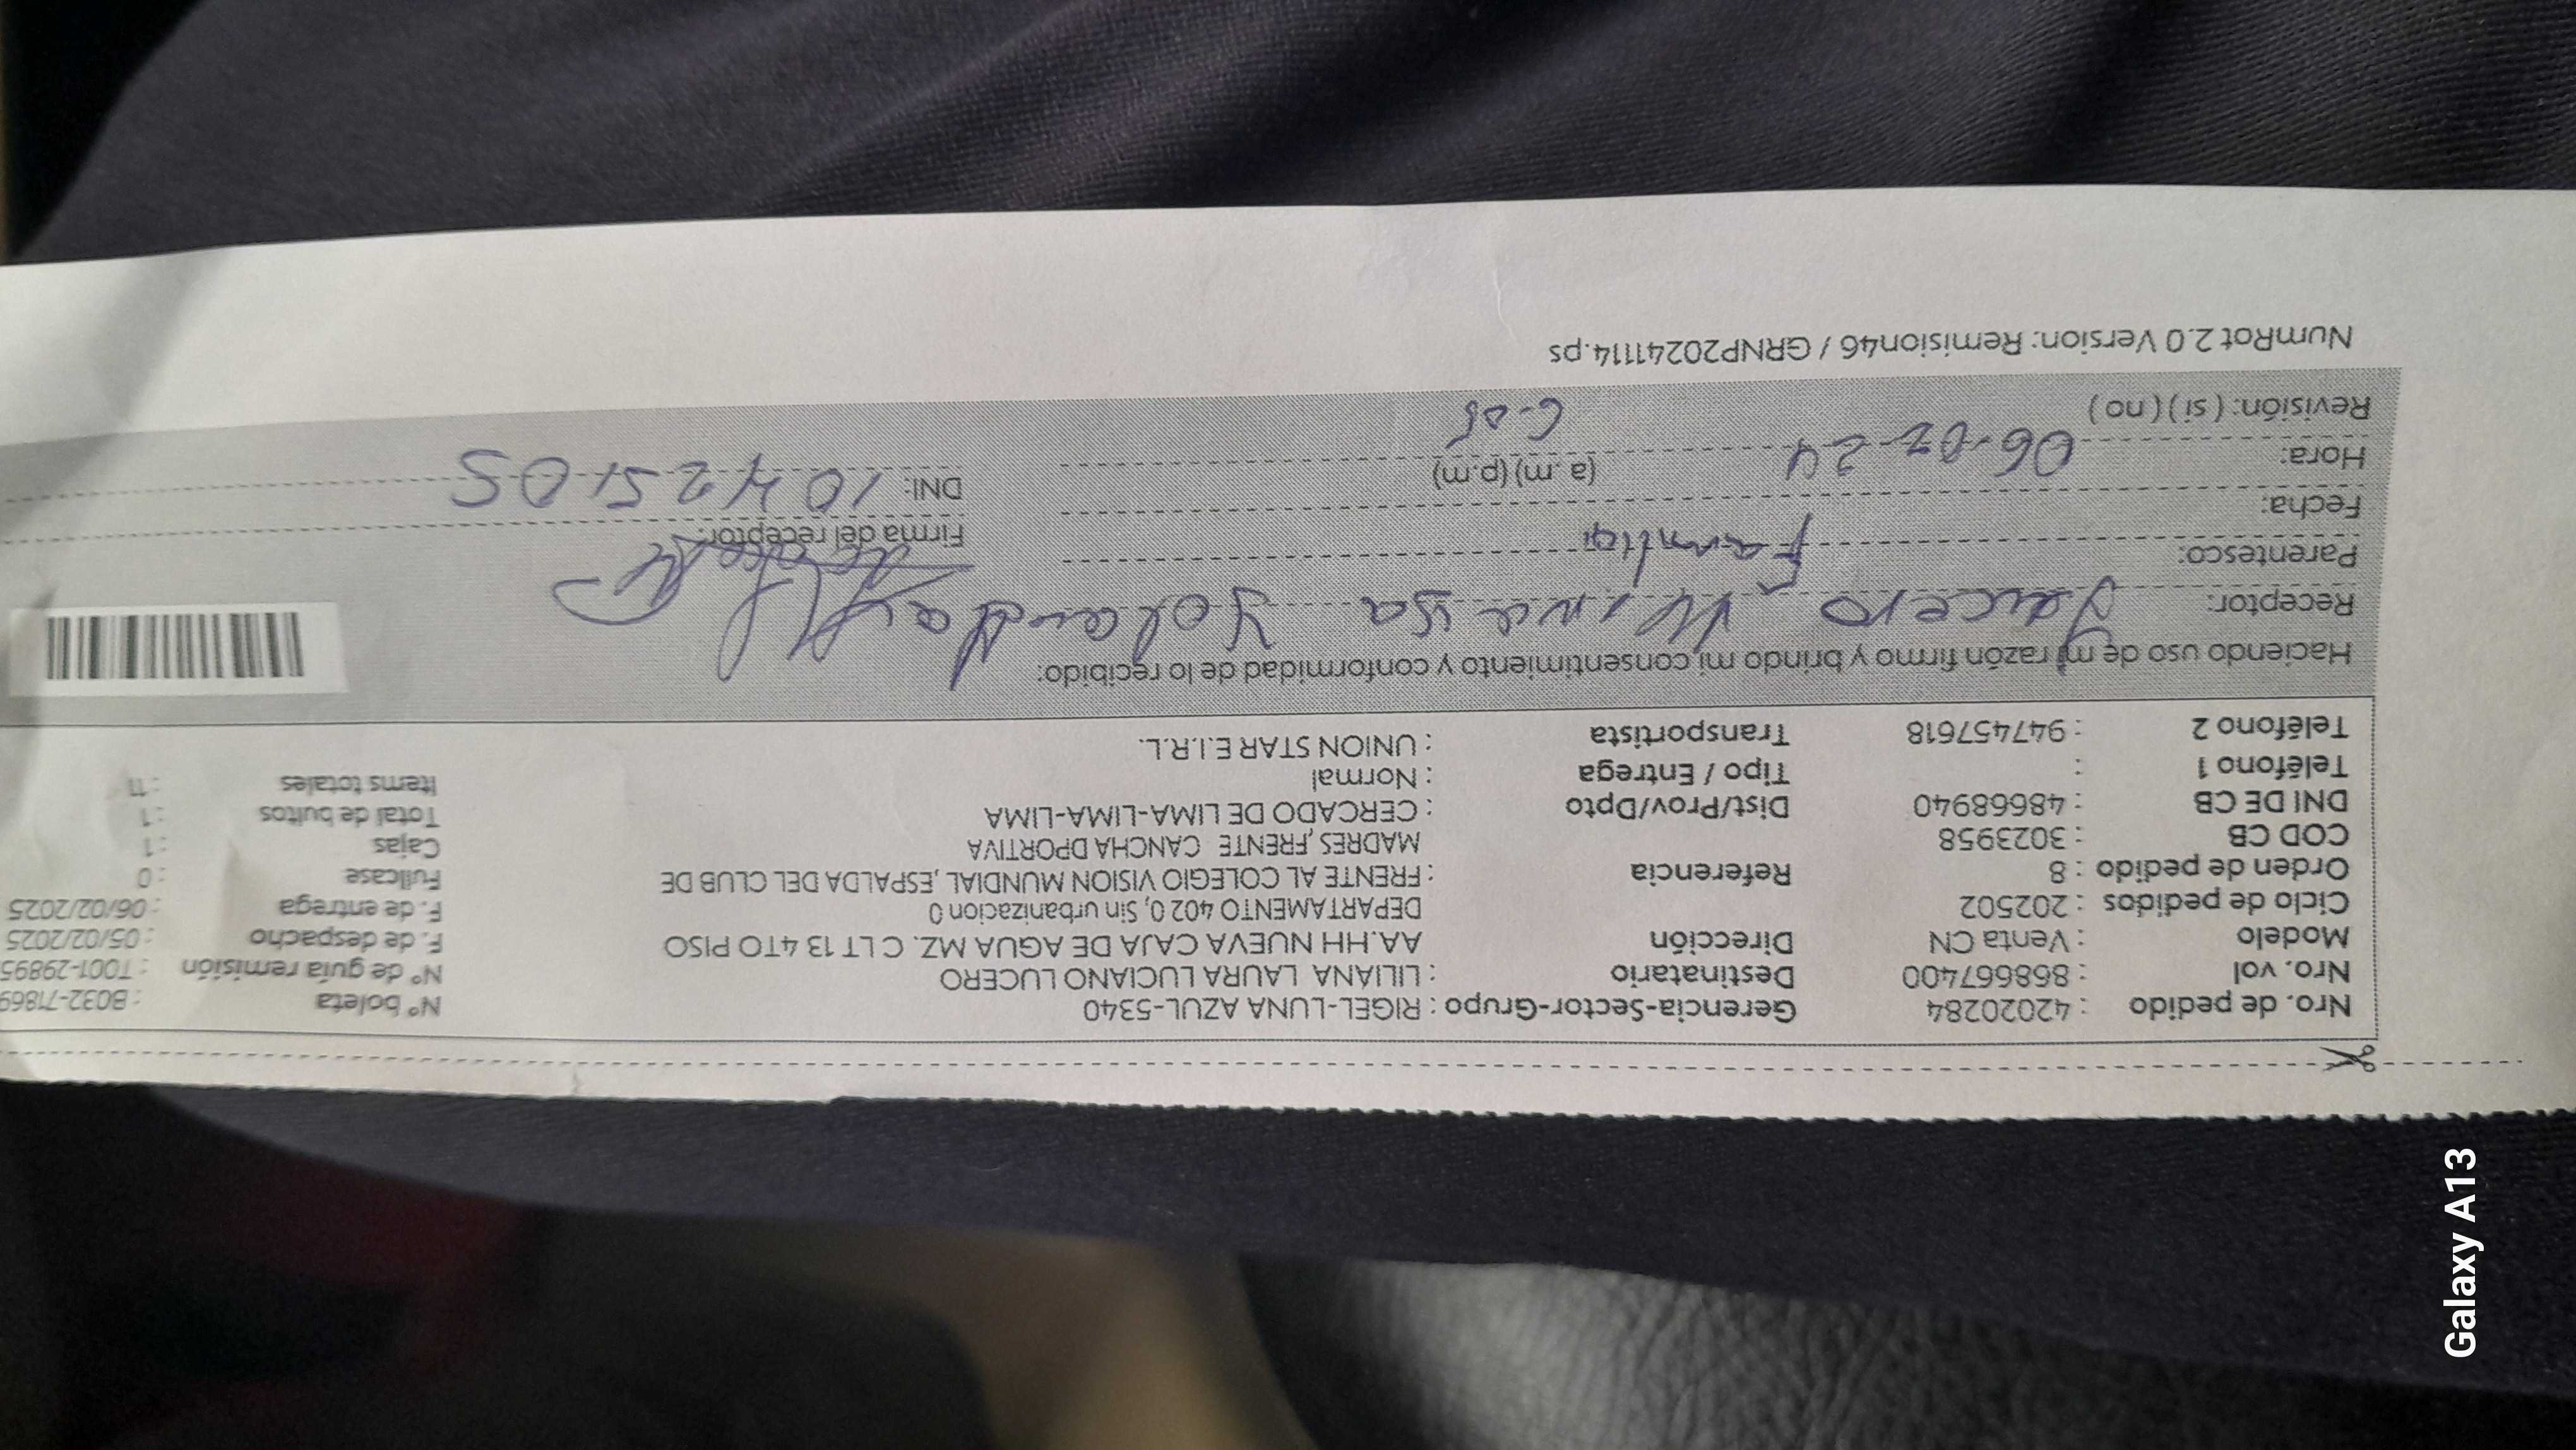 Nro. de pedido : 42020284 Gerencia-Sector-Grupo : RIGEL-LUNA AZUL-5340 Nº boleta : B032-71869
Nro. vol : 868667400 Destinatario : LILIANA LAURA LUCIANO LUCERO Nº de guía remisión : T001-29895
Modelo : Venta CN Dirección AA.HH NUEVA CAJA DE AGUA MZ. C LT 13 4TO PISO F. de despacho : 05/02/2025
Ciclo de pedidos : 202502 DEPARTAMENTO 402 0, Sin urbanizacion 0 F. de entrega : 06/02/2025
Orden de pedido : 8 Referencia : FRENTE AL COLEGIO VISION MUNDIAL ,ESPALDA DEL CLUB DE Fullcase : 0
COD CB : 3023958 MADRES ,FRENTE CANCHA DPORTIVA Cajas : 1
DNI DE CB : 48668940 Dist/Prov/Dpto : CERCADO DE LIMA-LIMA-LIMA Total de bultos : 1
Teléfono 1 : Tipo / Entrega : Normal Items totales : 11
Teléfono 2 : 947457618 Transportista : UNION STAR E.I.R.L.
Haciendo uso de mi razón firmo y brindo mi consentimiento y conformidad de lo recibido:
Receptor: Lucero Yolanda
Parentesco: Familia Firma del receptor:
Fecha: DNI: 10425105
Hora: 06-02-24 (a .m) (p.m)
Revisión: ( si ) ( no ) 6-05
NumRot 2.0 Version: Remision46 / GRNP20241114.ps
Galaxy A13